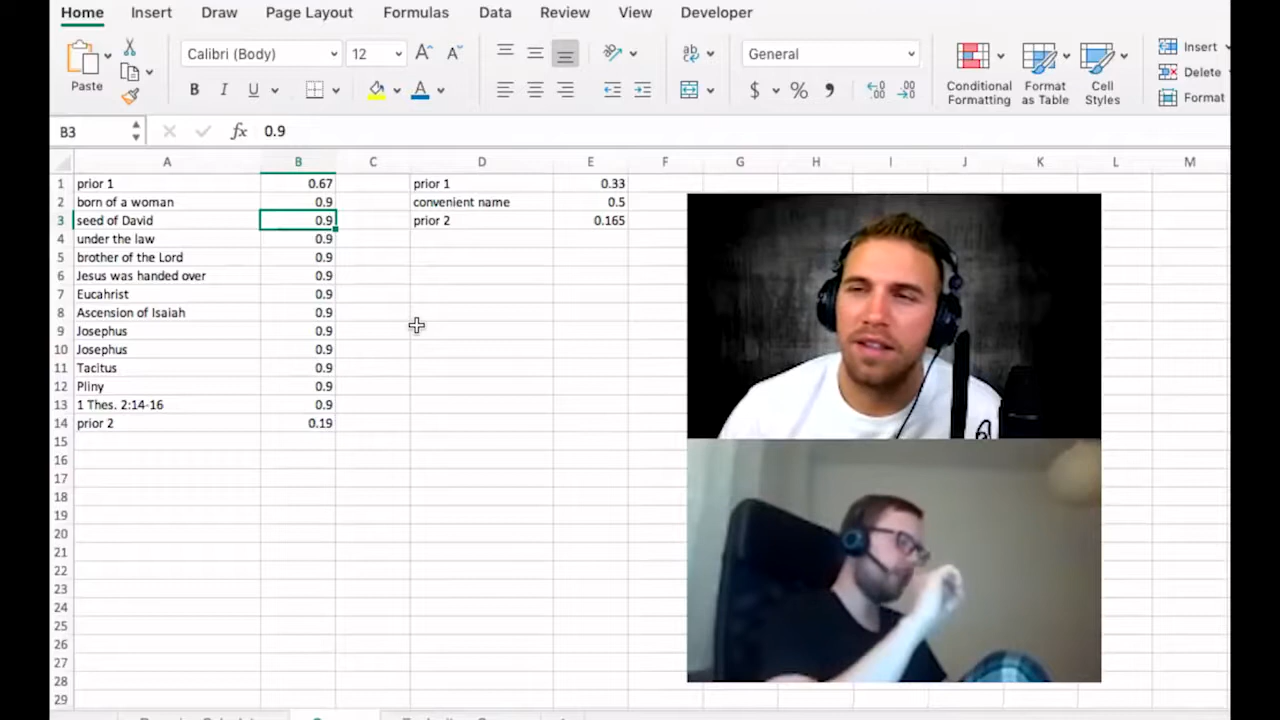 Home Insert Draw Page Layout Formulas Data Review View Developer
Paste Calibri (Body) 12 A A B I U A ab General $ % Conditional Formatting Format as Table Cell Styles Insert Delete Format
B3 fx 0.9
A B C D E F G H I J K L M
1 prior 1 0.67 prior 1 0.33
2 born of a woman 0.9 convenient name 0.5
3 seed of David 0.9 prior 2 0.165
4 under the law 0.9
5 brother of the Lord 0.9
6 Jesus was handed over 0.9
7 Eucahrist 0.9
8 Ascension of Isaiah 0.9
9 Josephus 0.9
10 Josephus 0.9
11 Tacitus 0.9
12 Pliny 0.9
13 1 Thes. 2:14-16 0.9
14 prior 2 0.19
15
16
17
18
19
20
21
22
23
24
25
26
27
28
29